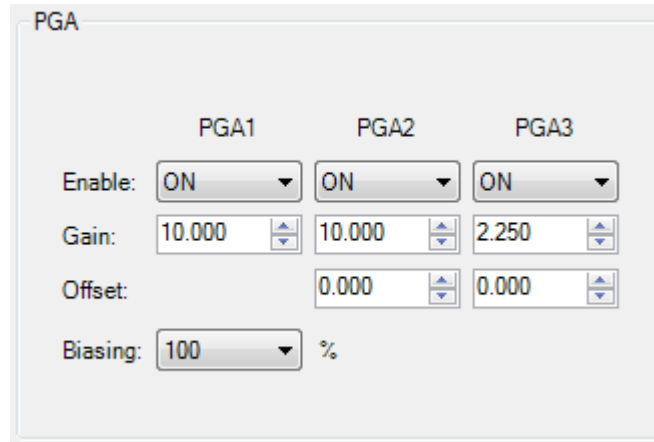 PGA
PGA1 PGA2 PGA3
Enable: ON ON ON
Gain: 10.000 10.000 2.250
Offset: 0.000 0.000
Biasing: 100 %